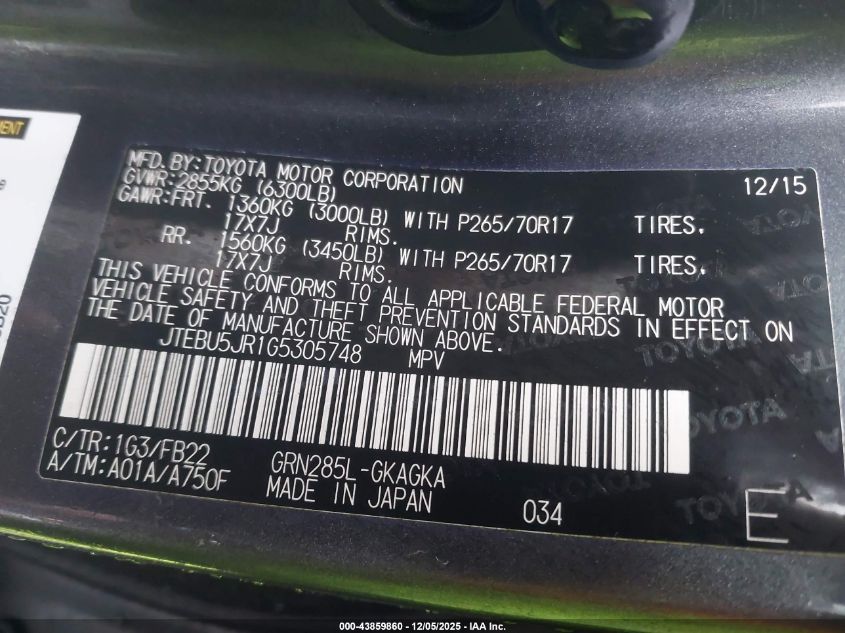 MENT
MFD. BY: TOYOTA MOTOR CORPORATION 12/15
GVWR: 2855KG (6300LB)
GAWR: FRT. 1360KG (3000LB) WITH P265/70R17 TIRES.
17X7J RIMS.
RR. 1560KG (3450LB) WITH P265/70R17 TIRES.
17X7J RIMS.
THIS VEHICLE CONFORMS TO ALL APPLICABLE FEDERAL MOTOR
VEHICLE SAFETY AND THEFT PREVENTION STANDARDS IN EFFECT ON
THE DATE OF MANUFACTURE SHOWN ABOVE.
JTEBU5JR1G5305748 MPV
C/TR: 1G3/FB22
A/TM: A01A/A750F
GRN285L-GKAGKA
MADE IN JAPAN
034
E
TOYOTA
000-43859860 - 12/05/2025 - IAA Inc.